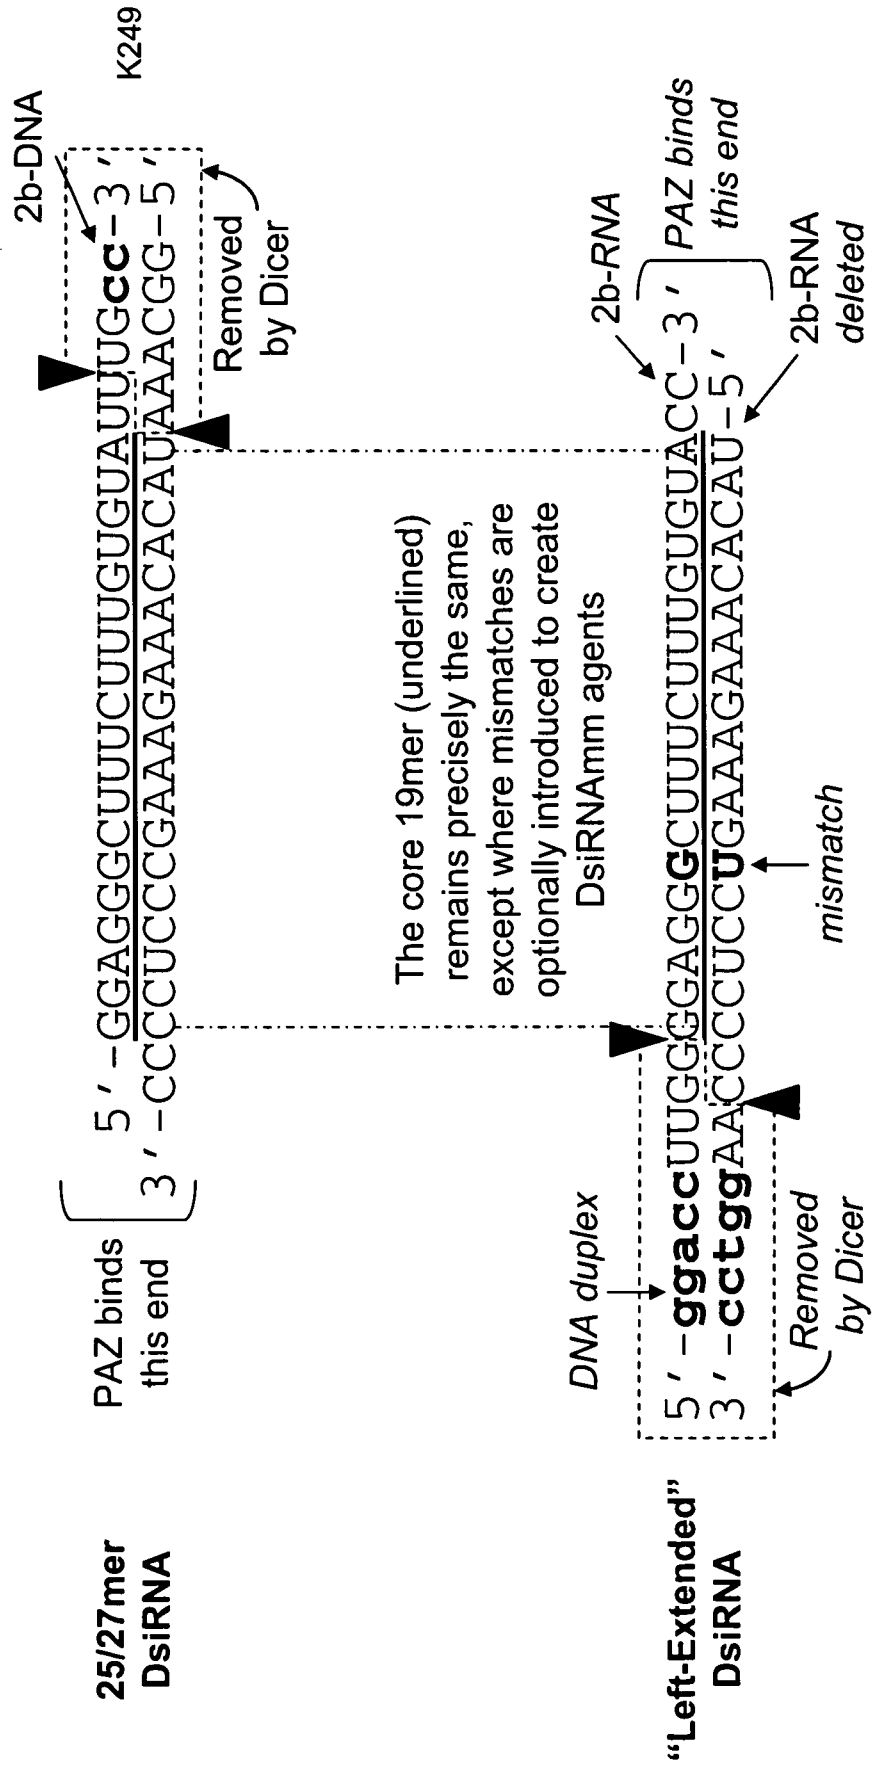 2b-DNA
K249
5'-GGAGGGCUUUCUUUGUGUAUUUGcc-3'
3'-CCCCUCCCGAAAGAAACACAUAAACGG-5'
25/27mer
DsiRNA
PAZ binds
this end
Removed
by Dicer
The core 19mer (underlined)
remains precisely the same,
except where mismatches are
optionally introduced to create
DsiRNAmm agents
DNA duplex
2b-RNA
"Left-Extended"
DsiRNA
5'-ggaccUUGGGGAGGGCUUUCUUUGUGUACC-3'
3'-cctggAACCCCUCCUGAAAGAAACACAU-5'
PAZ binds
this end
Removed
by Dicer
mismatch
2b-RNA
deleted